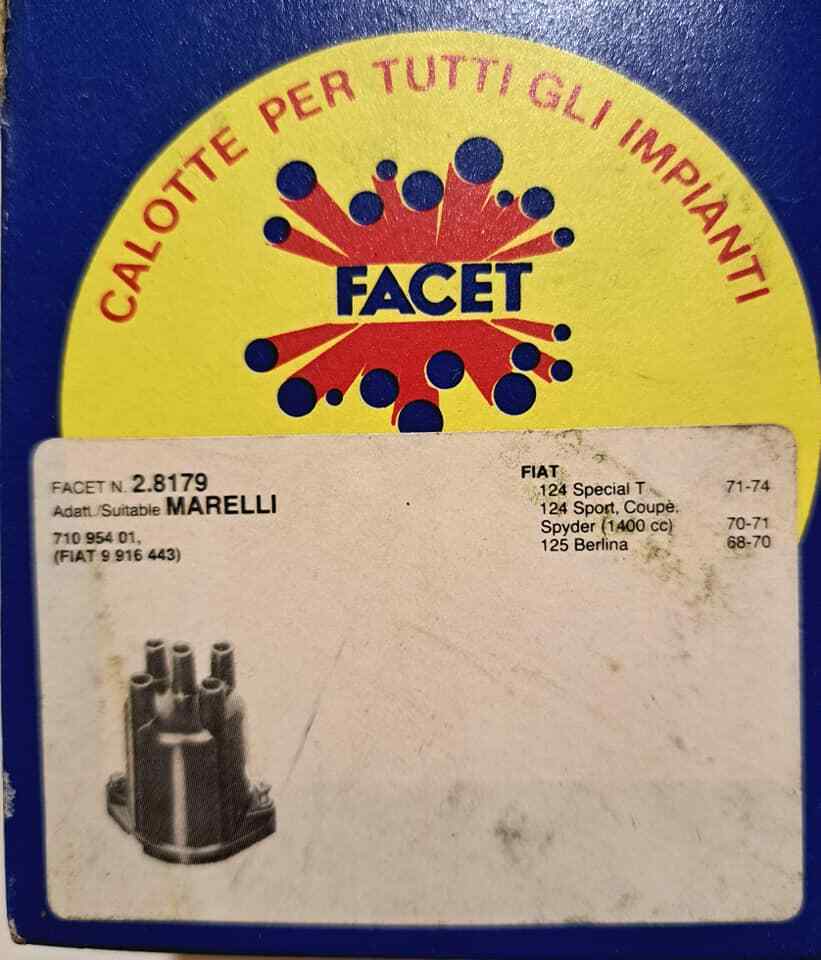 CALOTTE PER TUTTI GLI IMPIANTI
FACET
FACET N. 2.8179
Adatt./Suitable MARELLI
710 954 01,
(FIAT 9 916 443)
FIAT
124 Special T 71-74
124 Sport, Coupè.
Spyder (1400 cc) 70-71
125 Berlina 68-70